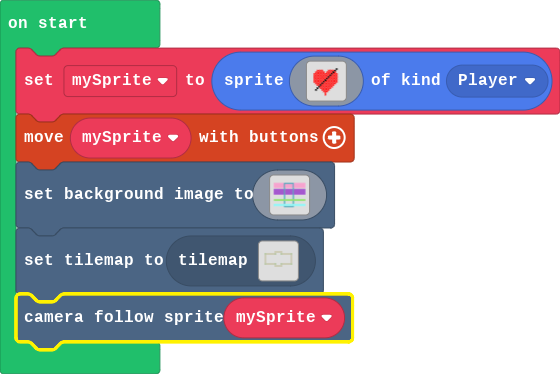 on start
set mySprite to sprite of kind Player
move mySprite with buttons
set background image to
set tilemap to tilemap
camera follow sprite mySprite